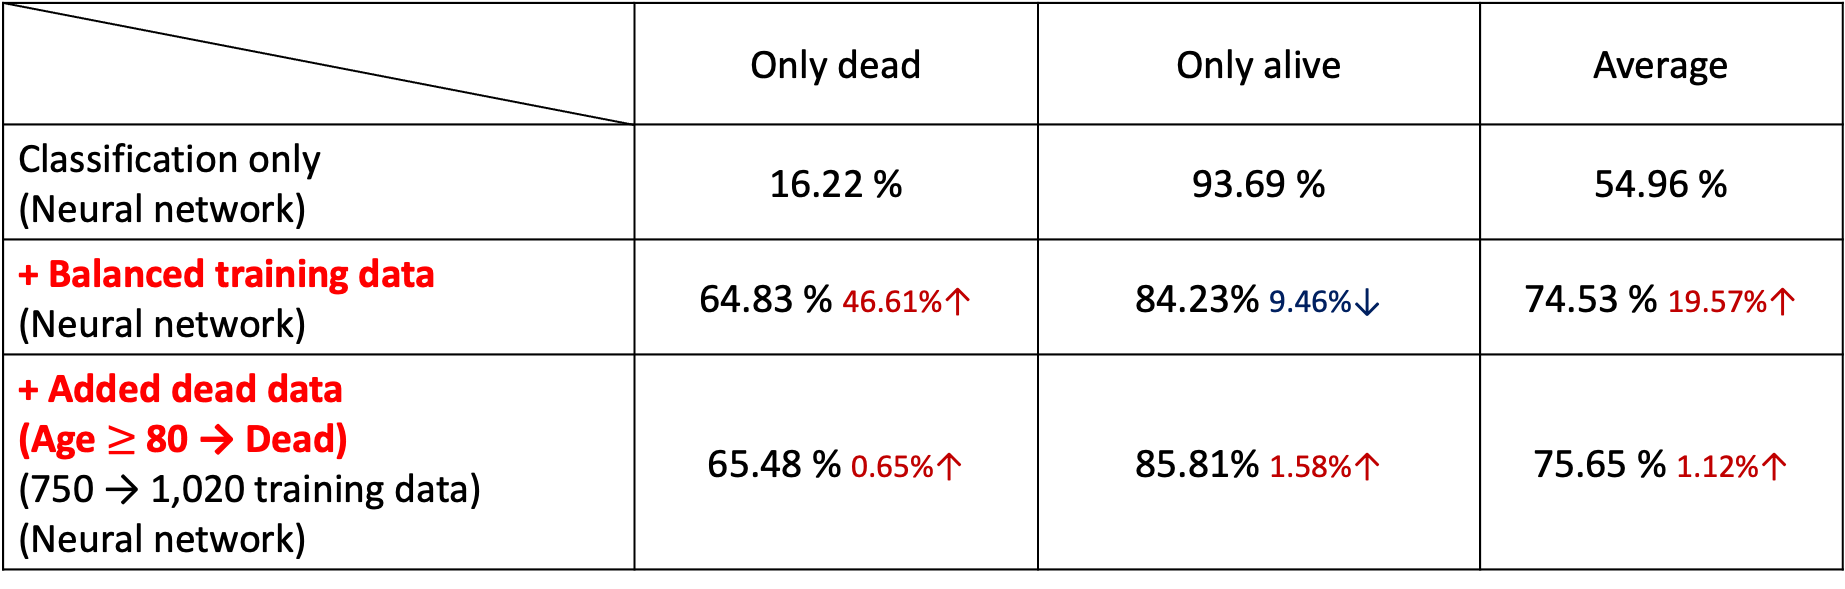 Only dead Only alive Average
Classification only
(Neural network)
16.22 % 93.69 % 54.96 %
+ Balanced training data
(Neural network)
64.83 % 46.61%↑ 84.23% 9.46%↓ 74.53 % 19.57%↑
+ Added dead data
(Age ≥ 80 → Dead)
(750 → 1,020 training data)
(Neural network)
65.48 % 0.65%↑ 85.81% 1.58%↑ 75.65 % 1.12%↑